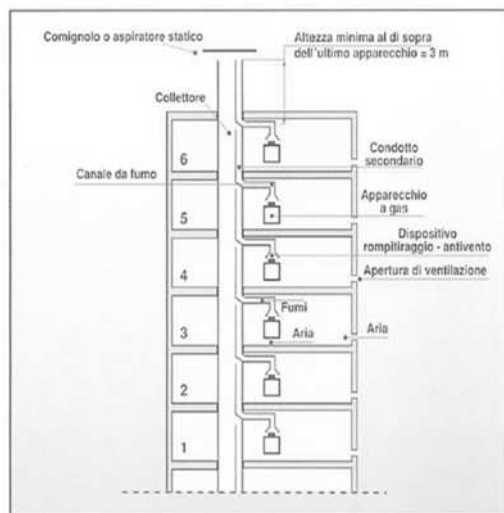 Comignolo o aspiratore statico
Altezza minima al di sopra
dell'ultimo apparecchio = 3 m
Collettore
6
Condotto
secondario
Canale da fumo
Apparecchio
a gas
5
Dispositivo
rompitiraggio - antivento
4
Apertura di ventilazione
Fumi
3
Aria
Aria
2
1